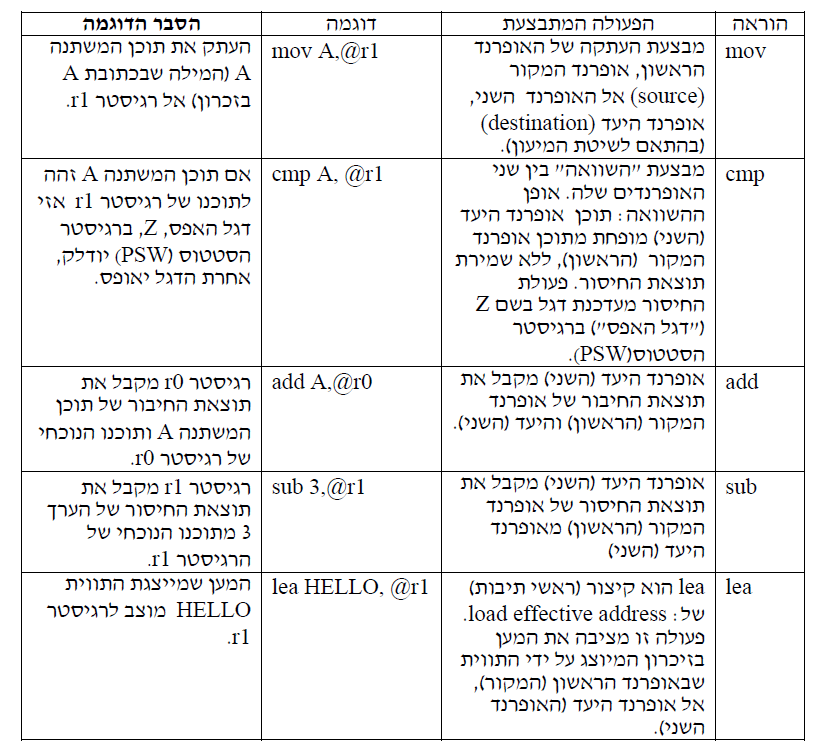 הוראה
הפעולה המתבצעת
דוגמה
הסבר הדוגמה
mov
מבצעת העתקה של האופרנד
הראשון, אופרנד המקור
(source) אל האופרנד השני,
אופרנד היעד (destination)
(בהתאם לשיטת המיעון).
mov A,@r1
העתק את תוכן המשתנה
A (המילה שבכתובת A
בזכרון) אל רגיסטר r1.
cmp
מבצעת "השוואה" בין שני
האופרנדים שלה. אופן
ההשוואה: תוכן אופרנד היעד
(השני) מופחת מתוכן אופרנד
המקור (הראשון), ללא שמירת
תוצאת החיסור. פעולת
החיסור מעדכנת דגל בשם Z
("דגל האפס") ברגיסטר
הסטטוס(PSW).
cmp A, @r1
אם תוכן המשתנה A זהה
לתוכנו של רגיסטר r1 אזי
דגל האפס, Z, ברגיסטר
הסטטוס (PSW) יודלק,
אחרת הדגל יאופס.
add
אופרנד היעד (השני) מקבל את
תוצאת החיבור של אופרנד
המקור (הראשון) והיעד (השני).
add A,@r0
רגיסטר r0 מקבל את
תוצאת החיבור של תוכן
המשתנה A ותוכנו הנוכחי
של רגיסטר r0.
sub
אופרנד היעד (השני) מקבל את
תוצאת החיסור של אופרנד
המקור (הראשון) מאופרנד
היעד (השני)
sub 3,@r1
רגיסטר r1 מקבל את
תוצאת החיסור של הערך
3 מתוכנו הנוכחי של
הרגיסטר r1.
lea
lea הוא קיצור (ראשי תיבות)
של: load effective address.
פעולה זו מציבה את המען
בזיכרון המיוצג על ידי התווית
שבאופרנד הראשון (המקור),
אל אופרנד היעד (האופרנד
השני).
lea HELLO, @r1
המען שמייצגת התווית
HELLO מוצב לרגיסטר
r1.